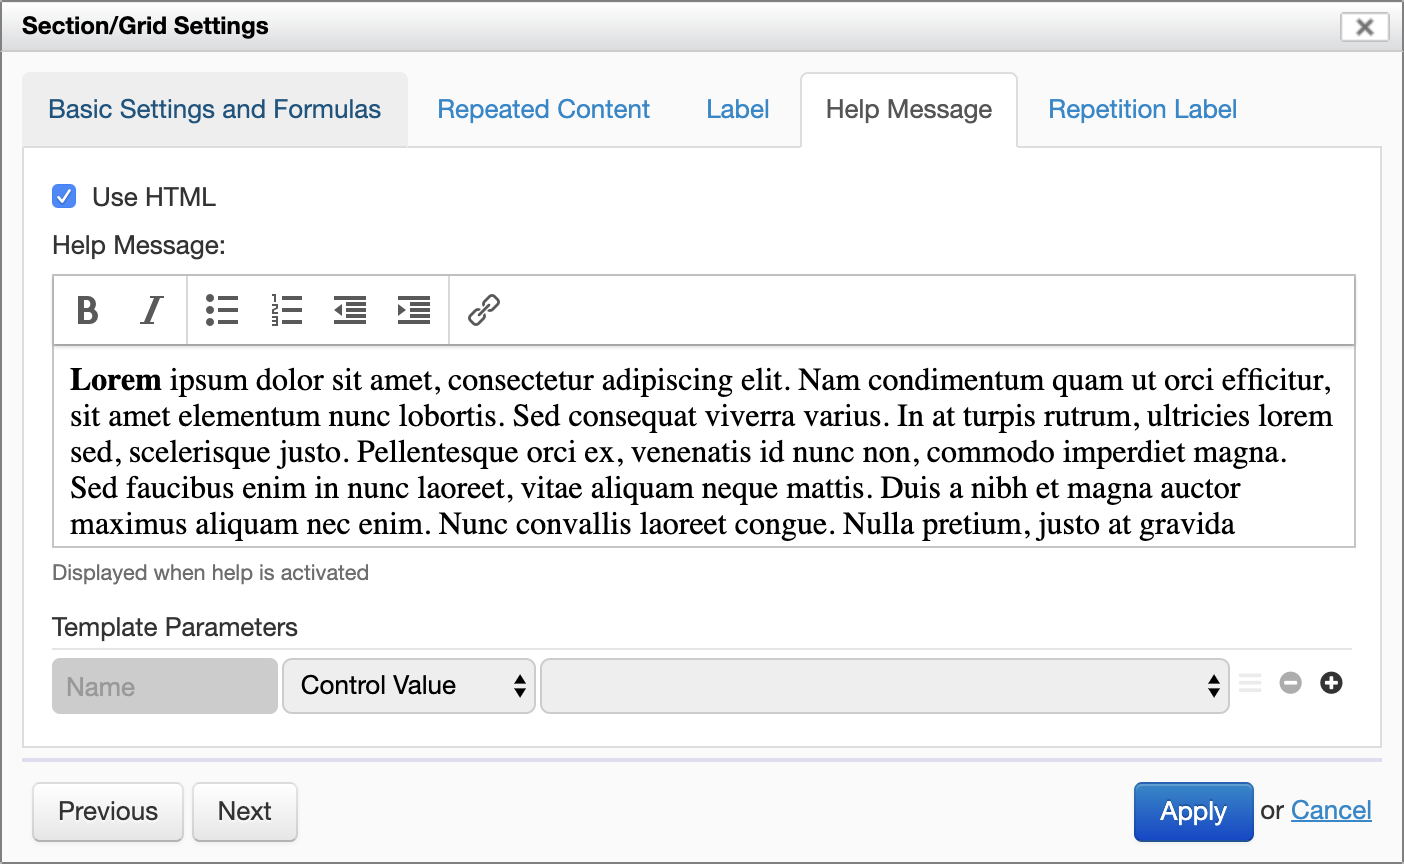 Section/Grid Settings
Basic Settings and Formulas Repeated Content Label Help Message Repetition Label
Use HTML
Help Message:
B I
Lorem ipsum dolor sit amet, consectetur adipiscing elit. Nam condimentum quam ut orci efficitur,
sit amet elementum nunc lobortis. Sed consequat viverra varius. In at turpis rutrum, ultricies lorem
sed, scelerisque justo. Pellentesque orci ex, venenatis id nunc non, commodo imperdiet magna.
Sed faucibus enim in nunc laoreet, vitae aliquam neque mattis. Duis a nibh et magna auctor
maximus aliquam nec enim. Nunc convallis laoreet congue. Nulla pretium, justo at gravida
Displayed when help is activated
Template Parameters
Name Control Value
Previous Next Apply or Cancel